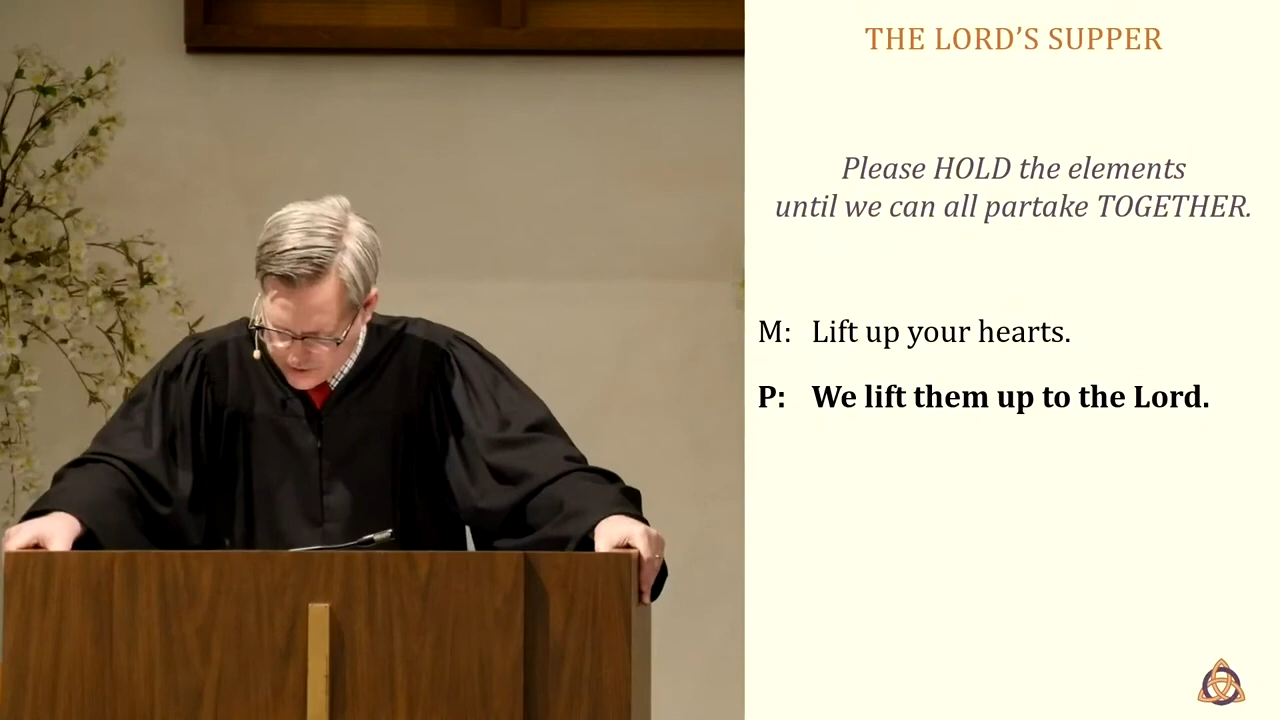 THE LORD’S SUPPER
Please HOLD the elements
until we can all partake TOGETHER.
M: Lift up your hearts.
P: We lift them up to the Lord.